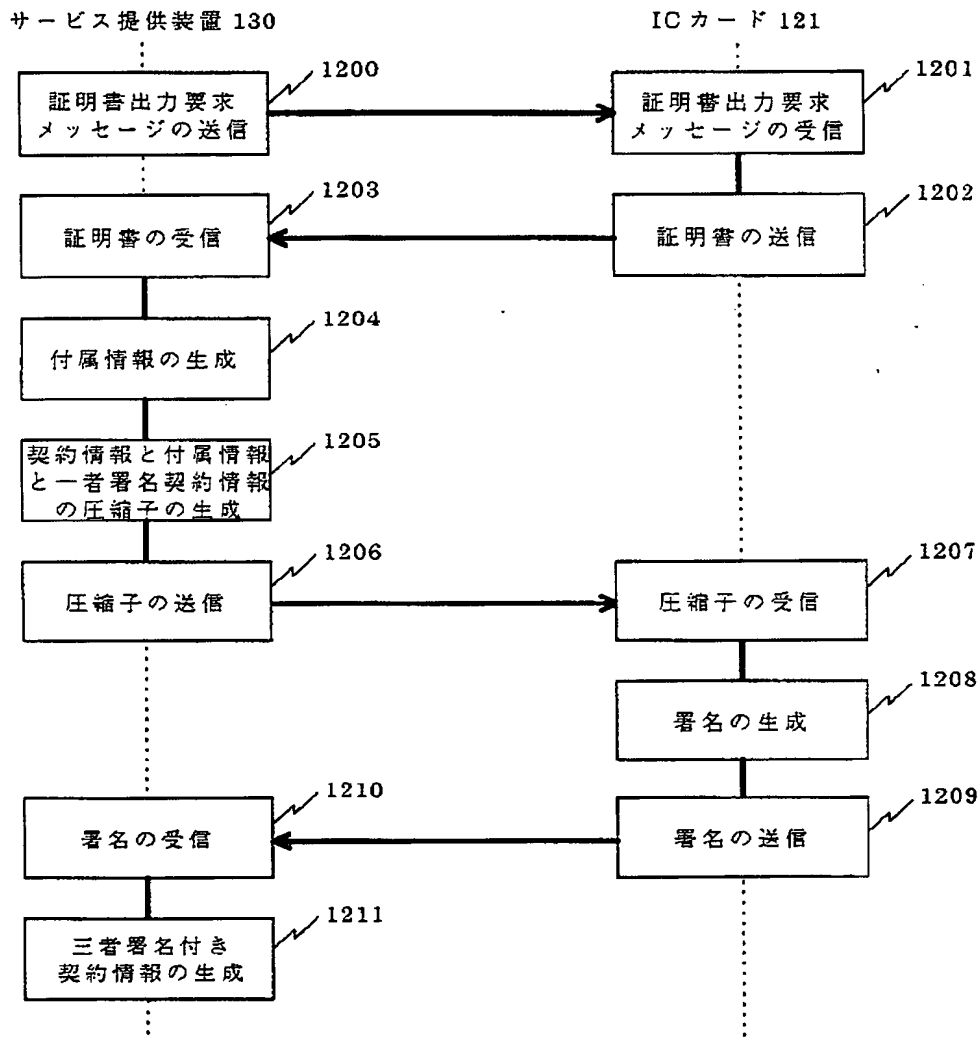 サービス提供装置 130
ICカード 121
1200
証明書出力要求
メッセージの送信
1201
証明書出力要求
メッセージの受信
1203
証明書の受信
1202
証明書の送信
1204
付属情報の生成
1205
契約情報と付属情報
と一者署名契約情報
の圧縮子の生成
1206
圧縮子の送信
1207
圧縮子の受信
1208
署名の生成
1210
署名の受信
1209
署名の送信
1211
三者署名付き
契約情報の生成